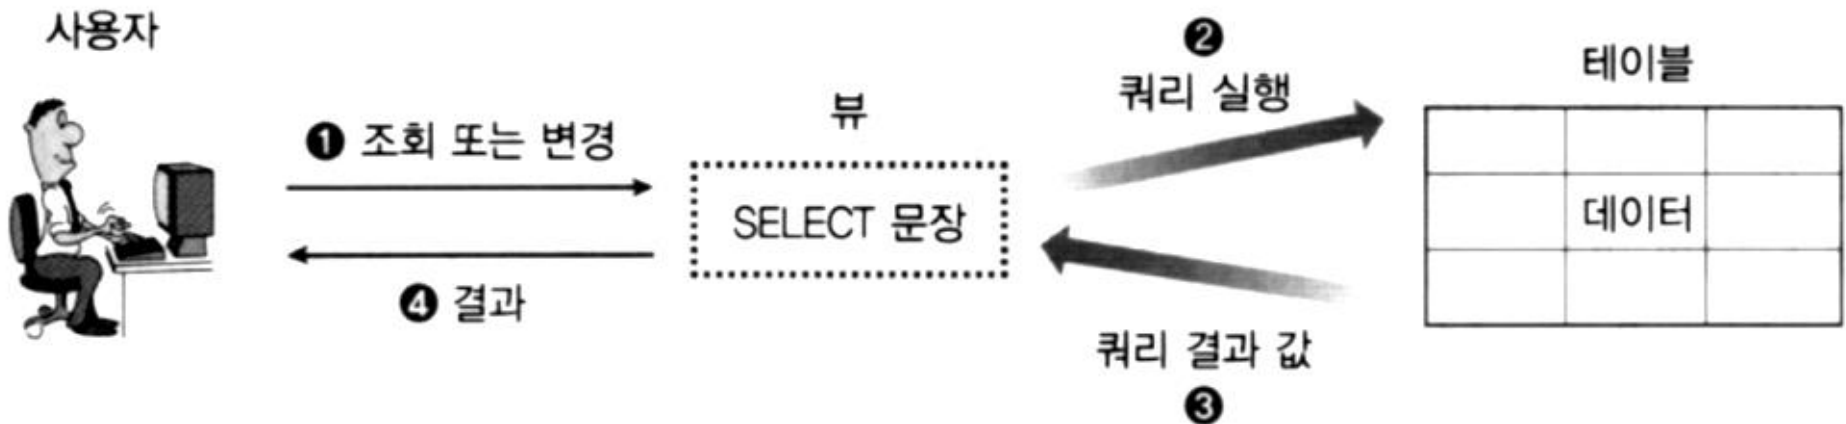 사용자
❶ 조회 또는 변경
❹ 결과
뷰
SELECT 문장
❷
쿼리 실행
쿼리 결과 값
❸
테이블
데이터